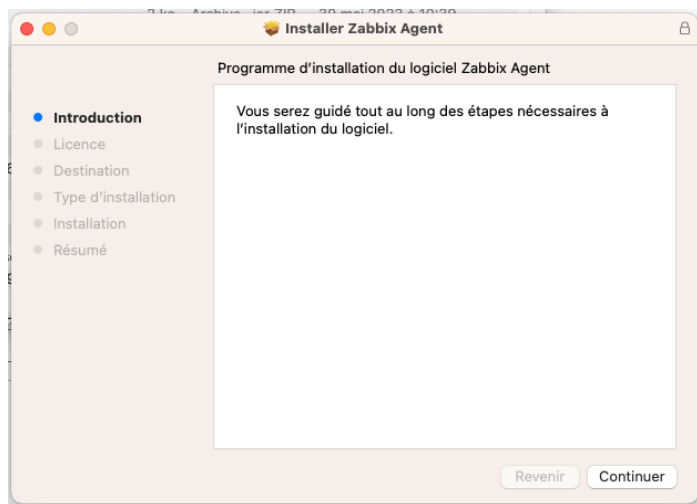 Installer Zabbix Agent
Programme d'installation du logiciel Zabbix Agent
Introduction
Licence
Destination
Type d'installation
Installation
Résumé
Vous serez guidé tout au long des étapes nécessaires à
l'installation du logiciel.
Revenir
Continuer